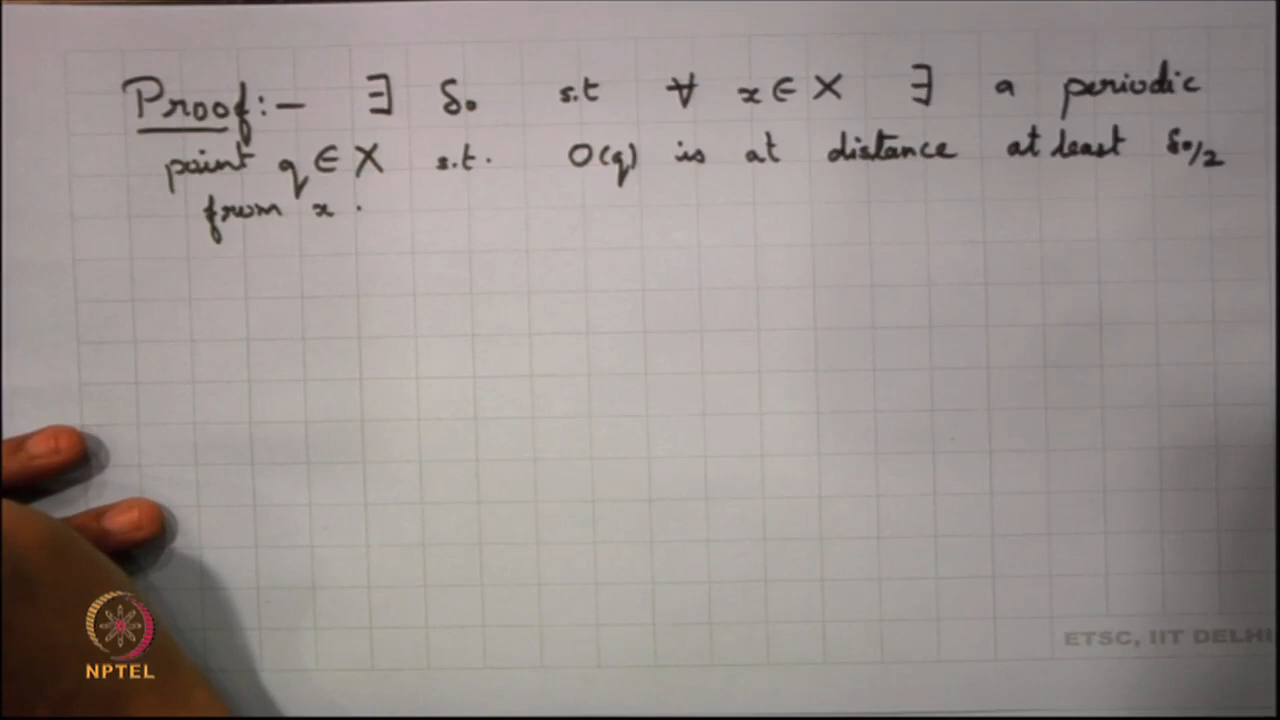 Proof:- ∃ δ₀ s.t ∀ x ∈ X ∃ a periodic
point q ∈ X s.t. O(q) is at distance at least δ₀/2
from x .
ETSC, IIT DELHI
NPTEL